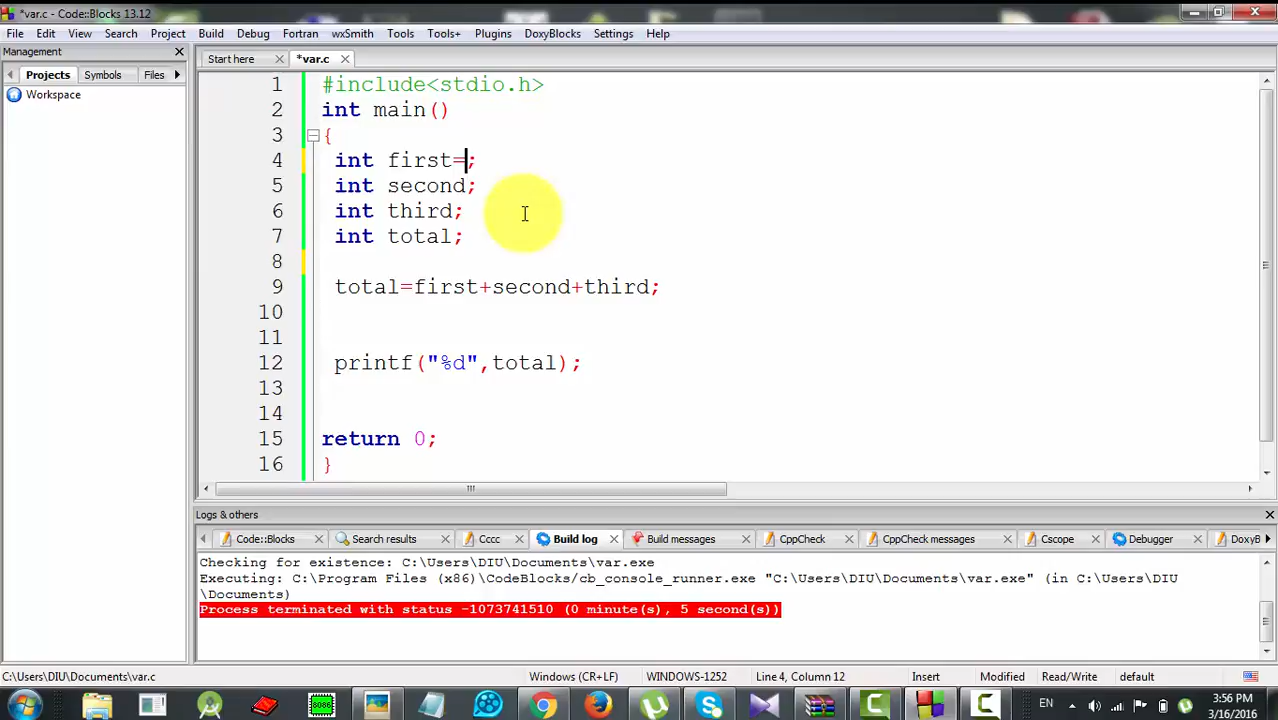 *var.c - Code::Blocks 13.12
File Edit View Search Project Build Debug Fortran wxSmith Tools Tools+ Plugins DoxyBlocks Settings Help
Management
Projects Symbols Files
Workspace
Start here *var.c
1 #include<stdio.h>
2 int main()
3 {
4 int first=;
5 int second;
6 int third;
7 int total;
8
9 total=first+second+third;
10
11
12 printf("%d",total);
13
14
15 return 0;
16 }
Logs & others
Code::Blocks Search results Cccc Build log Build messages CppCheck CppCheck messages Cscope Debugger DoxyB
Checking for existence: C:\Users\DIU\Documents\var.exe
Executing: C:\Program Files (x86)\CodeBlocks/cb_console_runner.exe "C:\Users\DIU\Documents\var.exe" (in C:\Users\DIU
\Documents)
Process terminated with status -1073741510 (0 minute(s), 5 second(s))
C:\Users\DIU\Documents\var.c Windows (CR+LF) WINDOWS-1252 Line 4, Column 12 Insert Modified Read/Write default
8086
EN
3:56 PM
3/16/2016